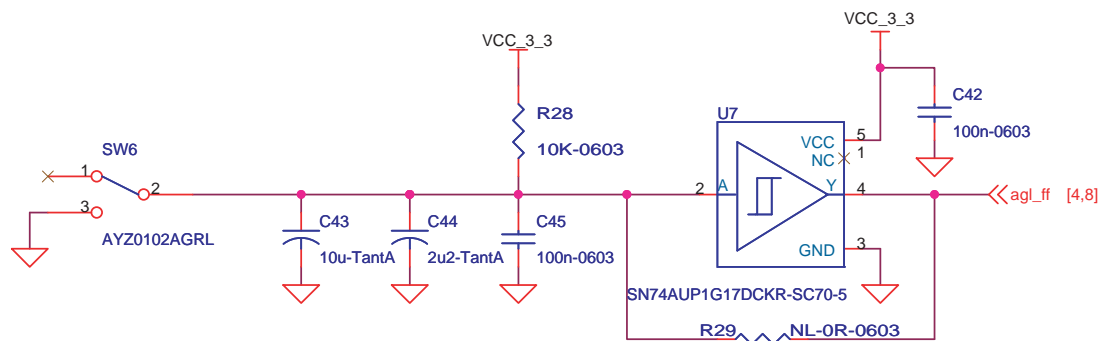 VCC_3_3
VCC_3_3
R28
10K-0603
U7
C42
100n-0603
5
VCC
NC
1
SW6
1
2
3
AYZ0102AGRL
2
A
Y
4
agl_ff [4,8]
C43
10u-TantA
C44
2u2-TantA
C45
100n-0603
GND
3
SN74AUP1G17DCKR-SC70-5
R29
NL-0R-0603